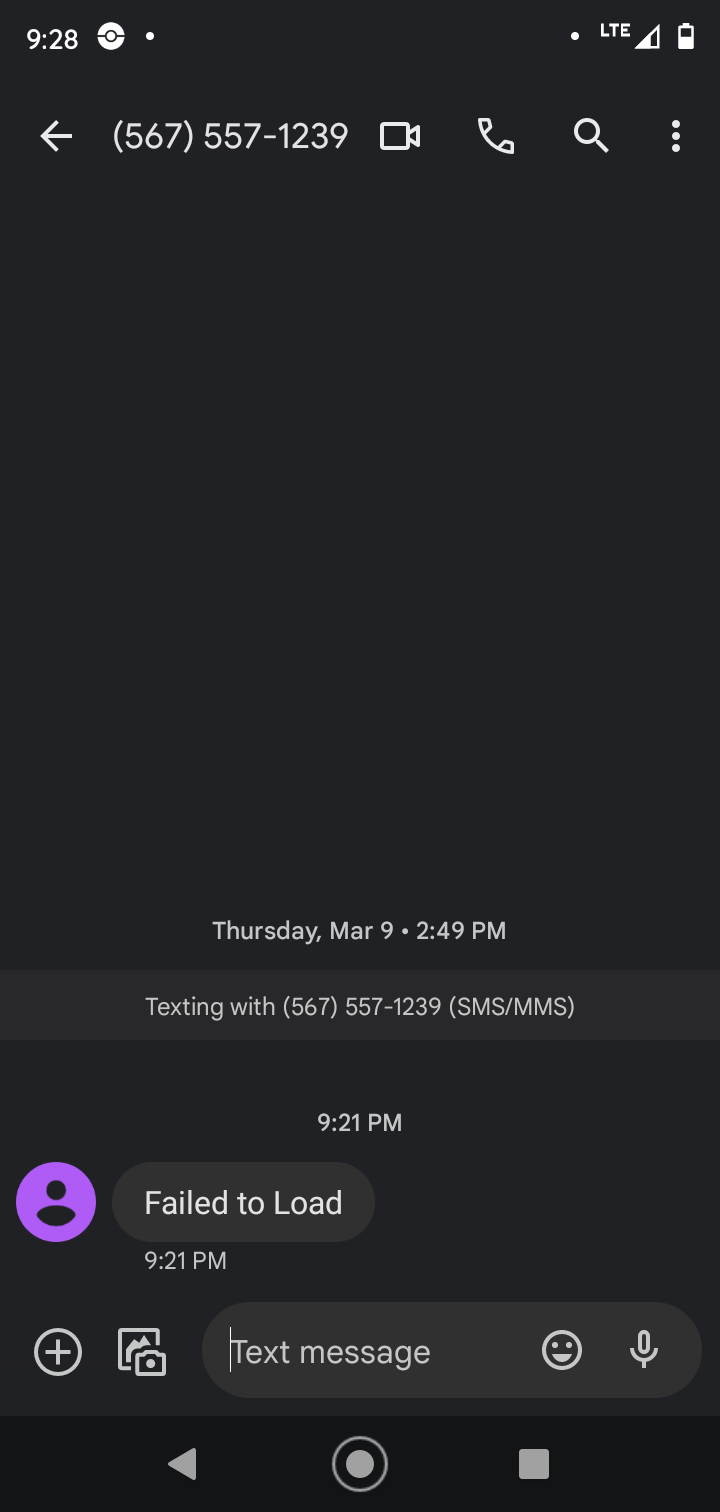 9:28
LTE
(567) 557-1239
Thursday, Mar 9 • 2:49 PM
Texting with (567) 557-1239 (SMS/MMS)
9:21 PM
Failed to Load
9:21 PM
Text message